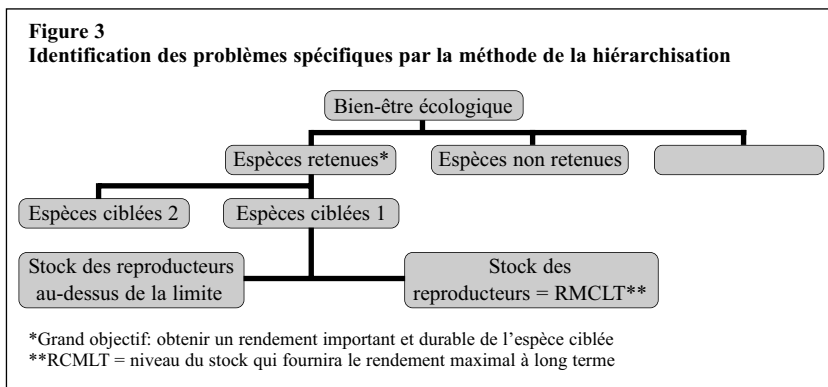 Figure 3
Identification des problèmes spécifiques par la méthode de la hiérarchisation
Bien-être écologique
Espèces retenues*
Espèces non retenues
Espèces ciblées 2
Espèces ciblées 1
Stock des reproducteurs
au-dessus de la limite
Stock des
reproducteurs = RMCLT**
*Grand objectif: obtenir un rendement important et durable de l’espèce ciblée
**RCMLT = niveau du stock qui fournira le rendement maximal à long terme